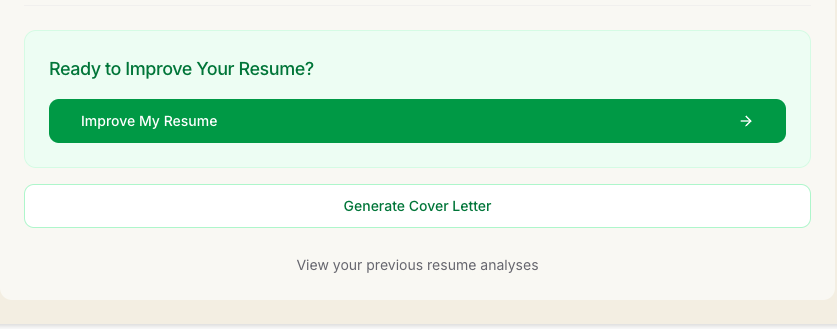 Ready to Improve Your Resume?
Improve My Resume
Generate Cover Letter
View your previous resume analyses